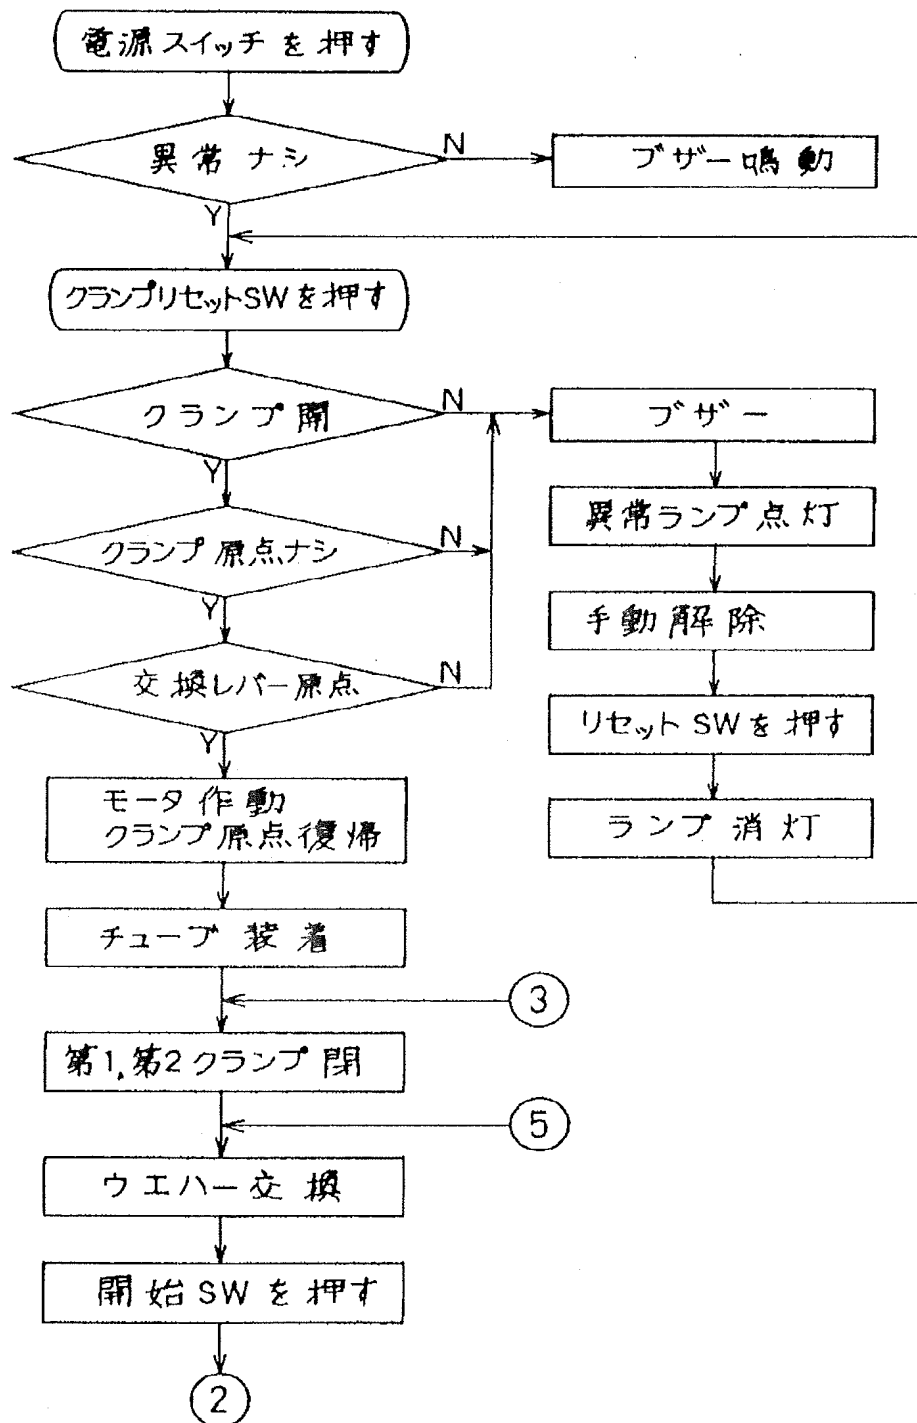 電源スイッチを押す
異常ナシ
N
ブザー鳴動
Y
クランプリセットSWを押す
クランプ開
N
ブザー
Y
異常ランプ点灯
クランプ原点ナシ
N
Y
手動解除
交換レバー原点
N
リセットSWを押す
Y
モータ作動
クランプ原点復帰
ランプ消灯
チューブ装着
3
第1,第2クランプ閉
5
ウエハー交換
開始SWを押す
2